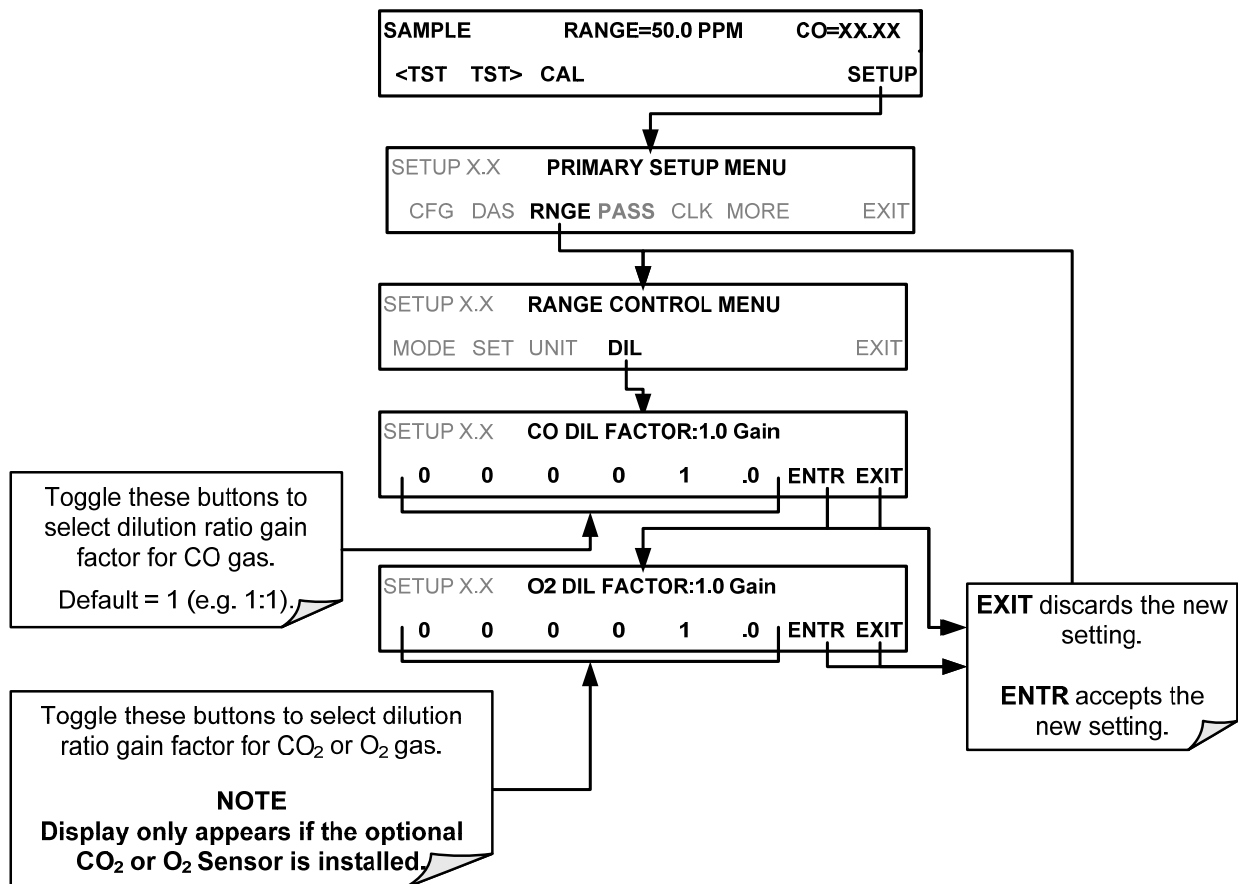 SAMPLE RANGE=50.0 PPM CO=XX.XX
<TST TST> CAL SETUP
SETUP X.X PRIMARY SETUP MENU
CFG DAS RNGE PASS CLK MORE EXIT
SETUP X.X RANGE CONTROL MENU
MODE SET UNIT DIL EXIT
SETUP X.X CO DIL FACTOR:1.0 Gain
0 0 0 0 1 .0 ENTR EXIT
Toggle these buttons to
select dilution ratio gain
factor for CO gas.
Default = 1 (e.g. 1:1).
SETUP X.X O2 DIL FACTOR:1.0 Gain
0 0 0 0 1 .0 ENTR EXIT
EXIT discards the new
setting.
ENTR accepts the
new setting.
Toggle these buttons to select dilution
ratio gain factor for CO₂ or O₂ gas.
NOTE
Display only appears if the optional
CO₂ or O₂ Sensor is installed.